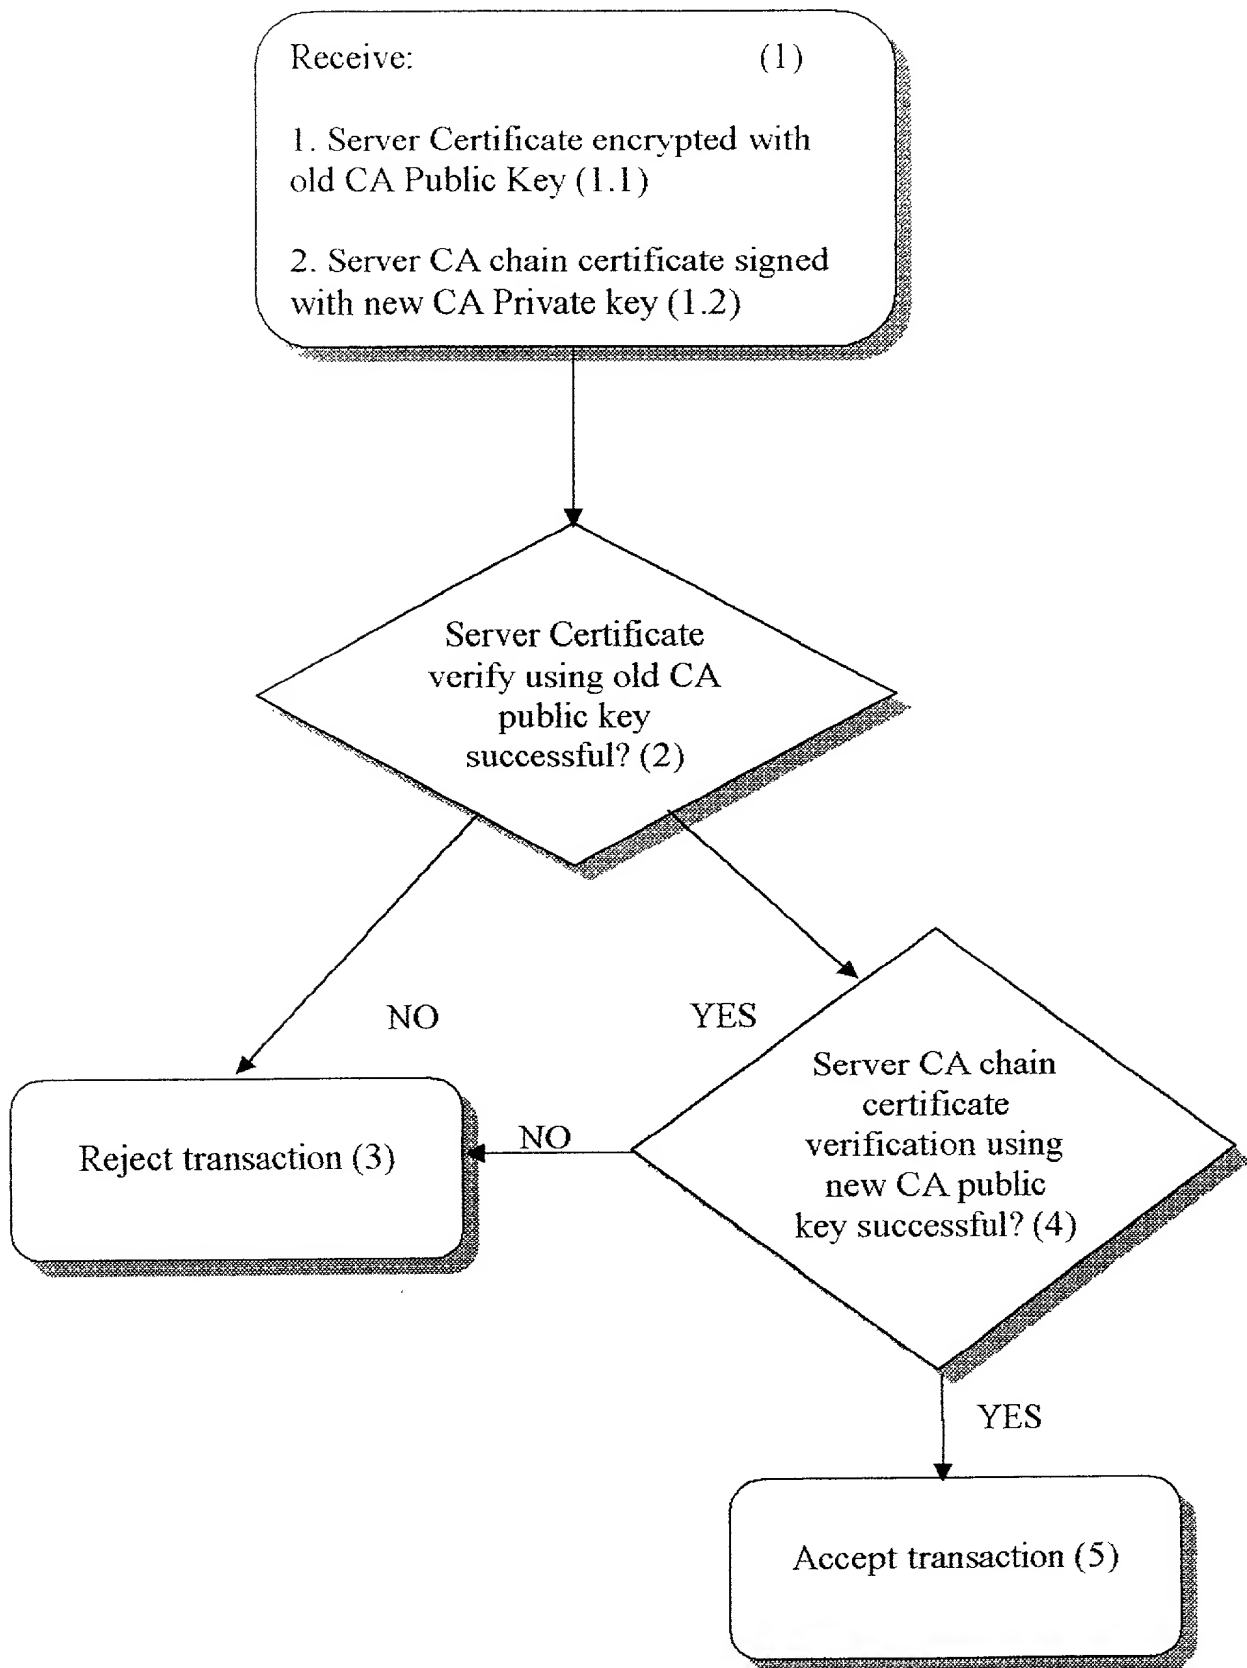 Receive: (1)
1. Server Certificate encrypted with
old CA Public Key (1.1)
2. Server CA chain certificate signed
with new CA Private key (1.2)
Server Certificate
verify using old CA
public key
successful? (2)
NO
YES
Server CA chain
certificate
verification using
new CA public
key successful? (4)
NO
Reject transaction (3)
YES
Accept transaction (5)